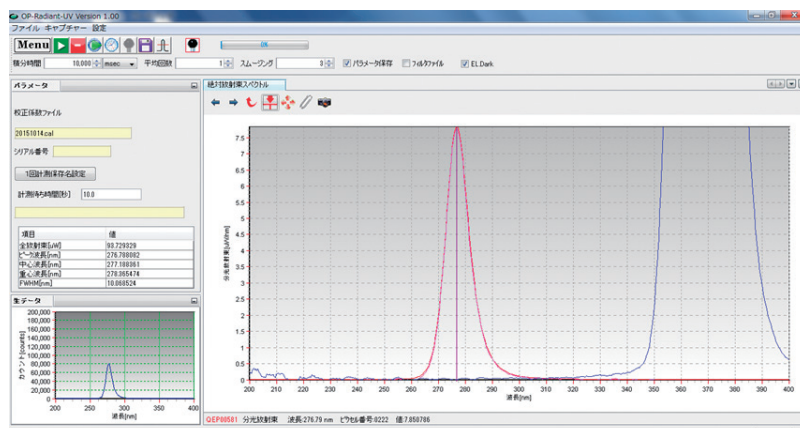 OP-Radiant-UV Version 1.00
ファイル キャプチャー 設定
Menu
0%
積分時間 10,000 msec 平均回数 1 スムージング 3 パラメータ保存 フィルタファイル EL.Dark
パラメータ
校正係数ファイル
20151014.cal
シリアル番号
1回計測保存名設定
計測待ち時間[秒] 10.0
項目 値
全放射束[uW] 93.729329
ピーク波長[nm] 276.788082
中心波長[nm] 277.188361
重心波長[nm] 278.365474
FWHM[nm] 10.068524
生データ
200,000
180,000
160,000
140,000
120,000
100,000
80,000
60,000
40,000
20,000
0
カウント[counts]
200 250 300 350 400
波長[nm]
絶対放射束スペクトル
7.5
7
6.5
6
5.5
5
4.5
4
3.5
3
2.5
2
1.5
1
0.5
0
分光放射束[uW/nm]
200 210 220 230 240 250 260 270 280 290 300 310 320 330 340 350 360 370 380 390 400
波長[nm]
QEP00581 分光放射束 波長:276.79 nm ピクセル番号:0222 値:7.858786